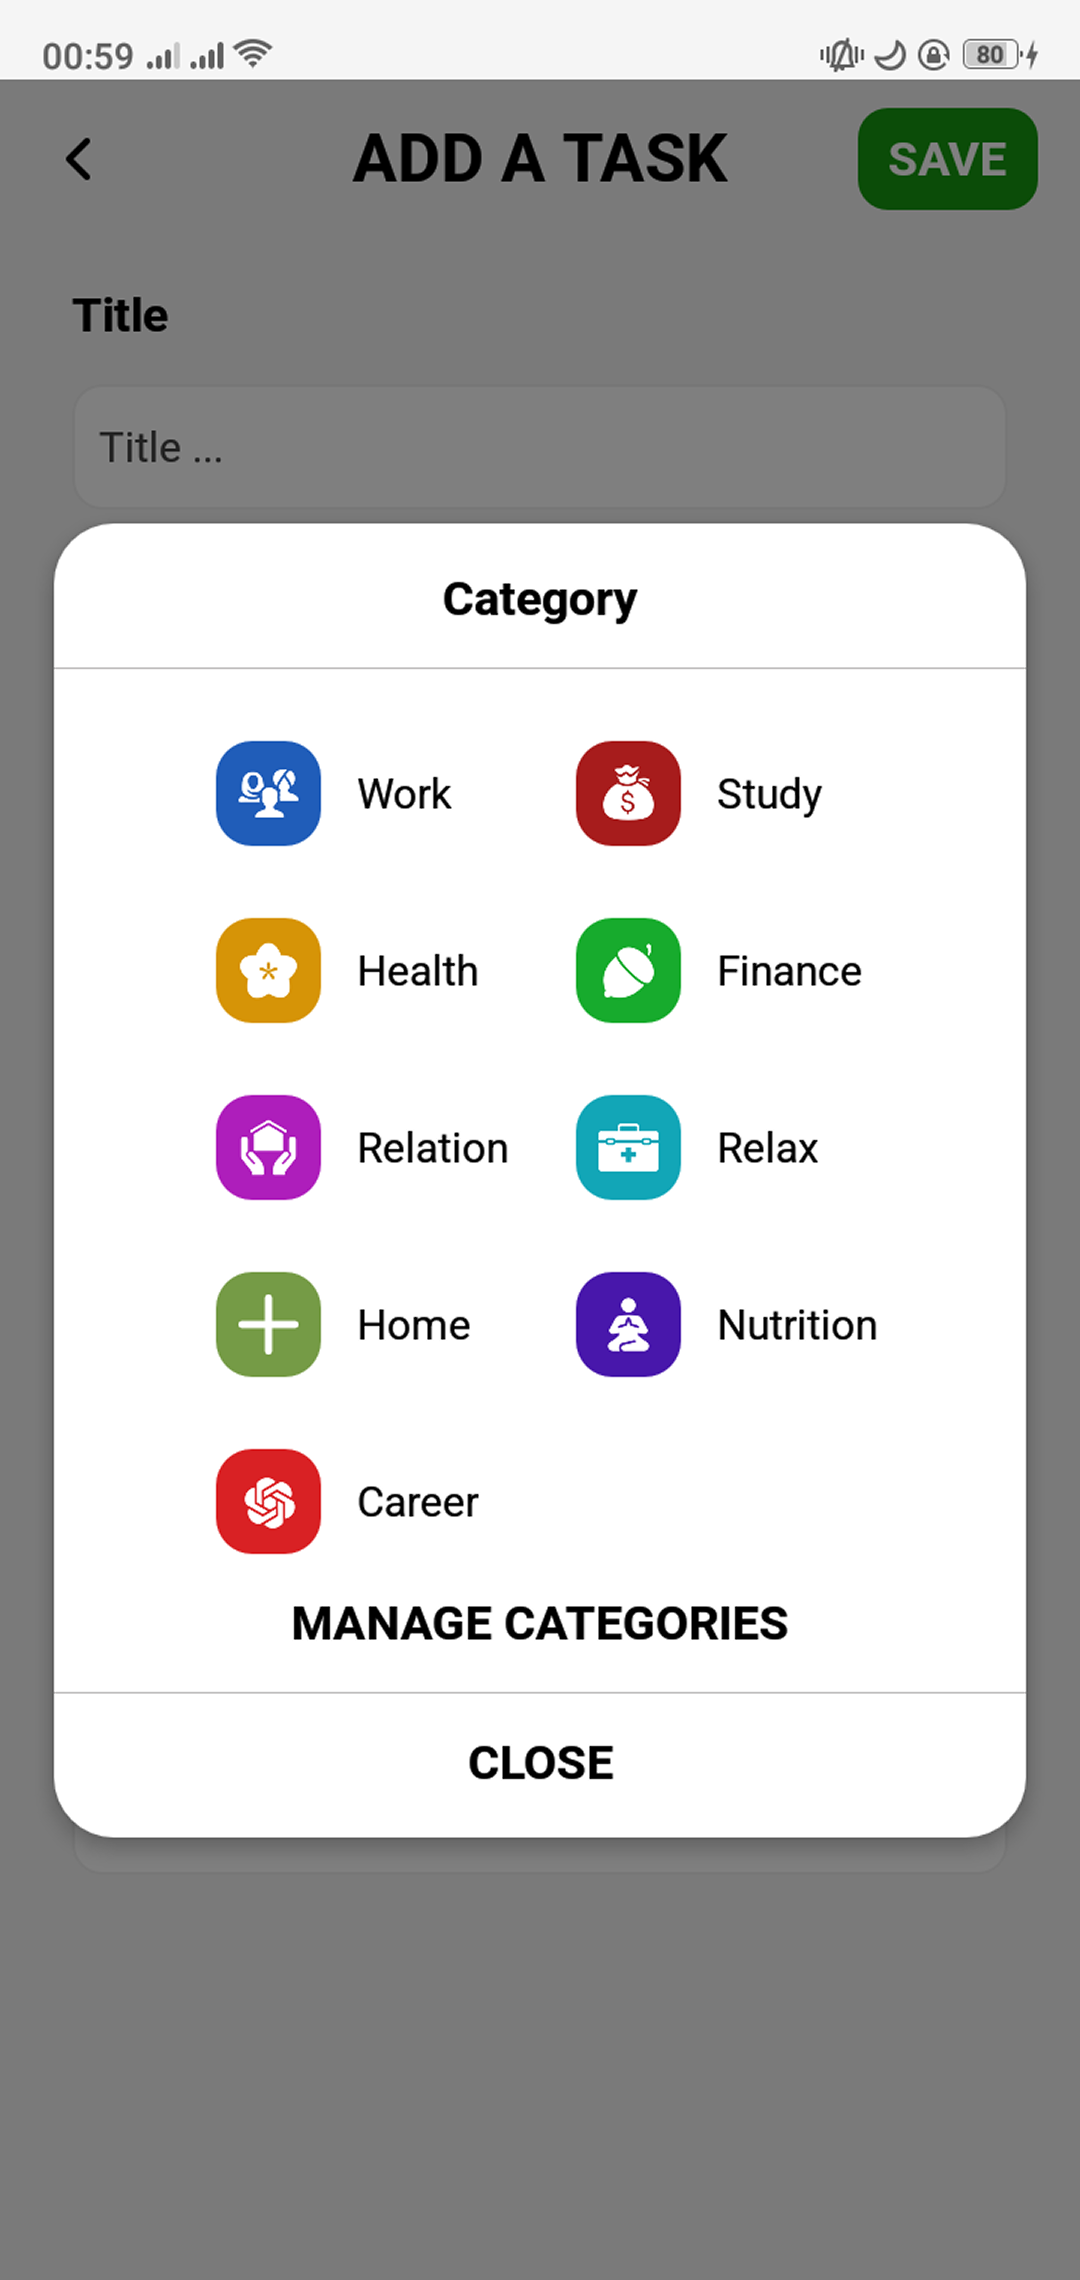 00:59 80
ADD A TASK SAVE
Title
Title ...
Category
Work Study
Health Finance
Relation Relax
Home Nutrition
Career
MANAGE CATEGORIES
CLOSE